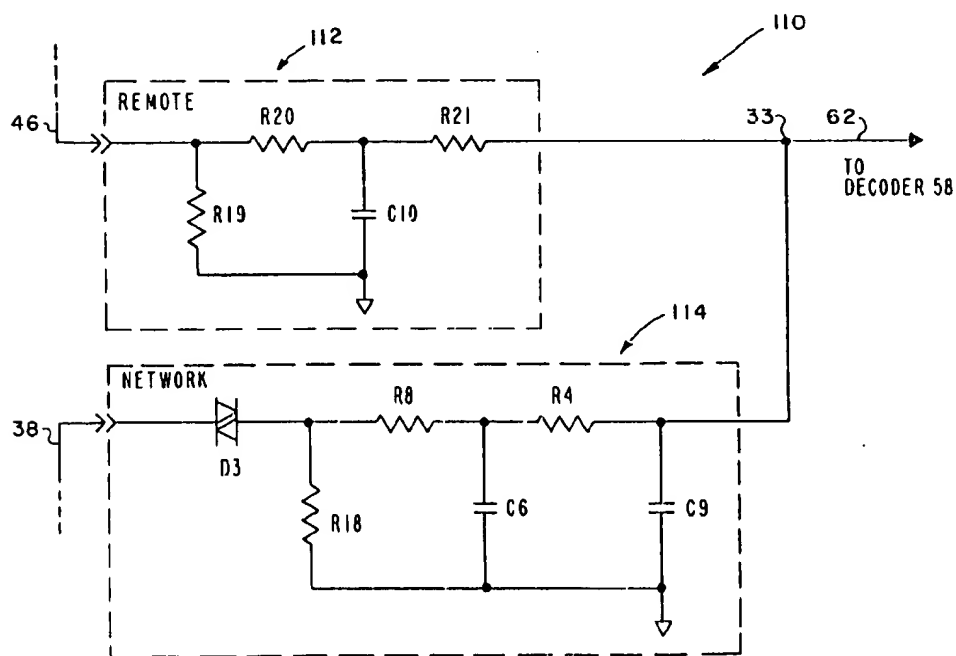 110
112
REMOTE
46
R20
R21
33
62
TO
DECODER 58
R19
C10
114
NETWORK
38
R8
R4
D3
R18
C6
C9